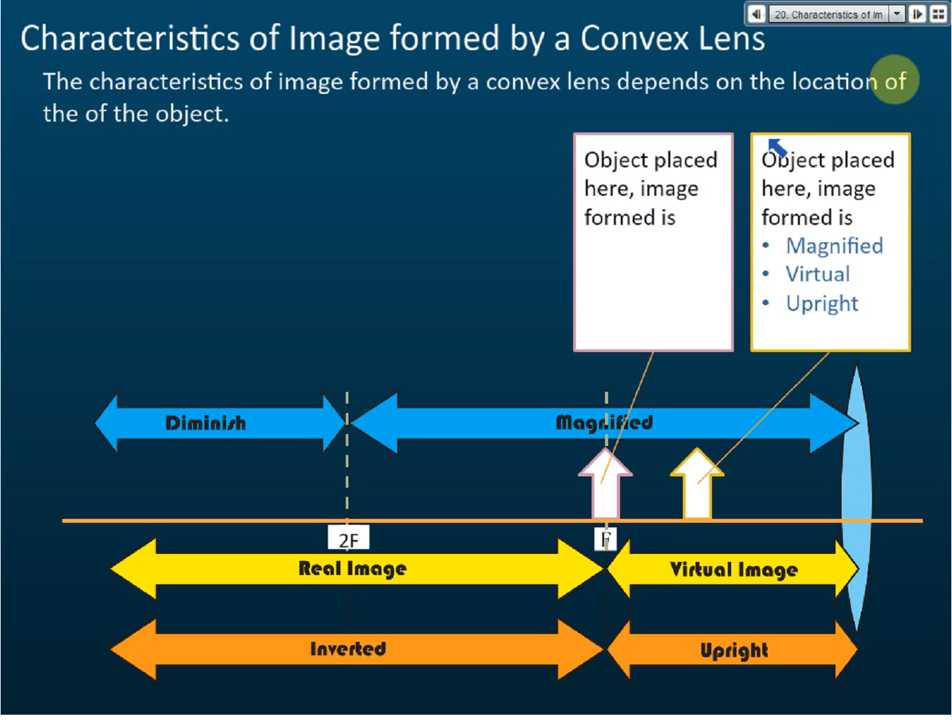 20. Characteristics of Im
Characteristics of Image formed by a Convex Lens
The characteristics of image formed by a convex lens depends on the location of
the of the object.
Object placed
here, image
formed is
Object placed
here, image
formed is
• Magnified
• Virtual
• Upright
Diminish
Magnified
2F
F
Real Image
Virtual Image
Inverted
Upright